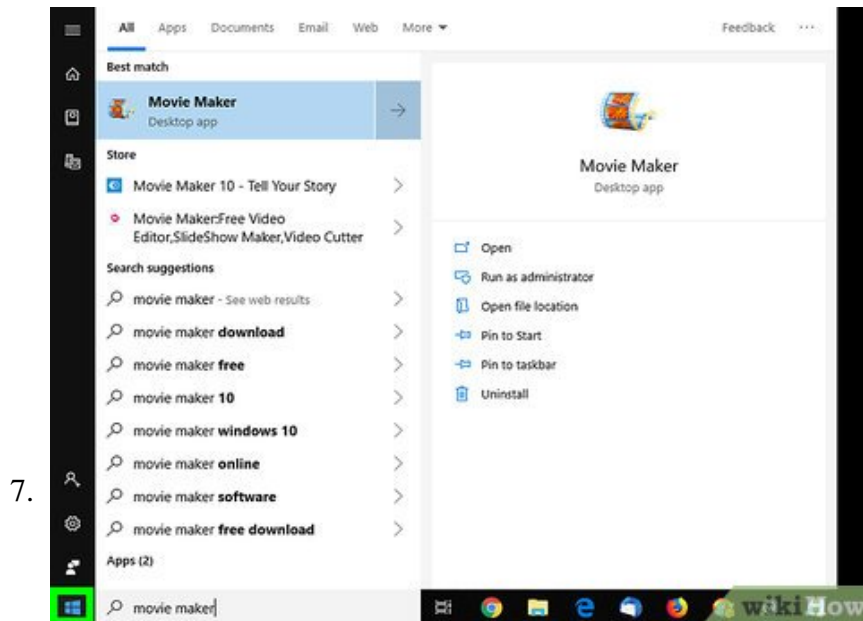 All Apps Documents Email Web More Feedback ...
Best match
Movie Maker
Desktop app
Store
Movie Maker 10 - Tell Your Story
Movie Maker:Free Video
Editor,SlideShow Maker,Video Cutter
Search suggestions
movie maker - See web results
movie maker download
movie maker free
movie maker 10
movie maker windows 10
movie maker online
movie maker software
movie maker free download
Apps (2)
movie maker
Movie Maker
Desktop app
Open
Run as administrator
Open file location
Pin to Start
Pin to taskbar
Uninstall
7.
wikiHow